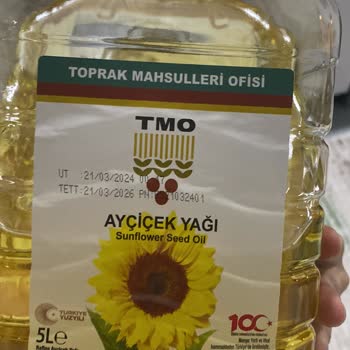 TOPRAK MAHSULLERİ OFİSİ
TMO
UT 21/03/2024
TETT 21/03/2026
AYÇİÇEK YAĞI
Sunflower Seed Oil
TÜRKİYE
YÜZYILI
5Le
100